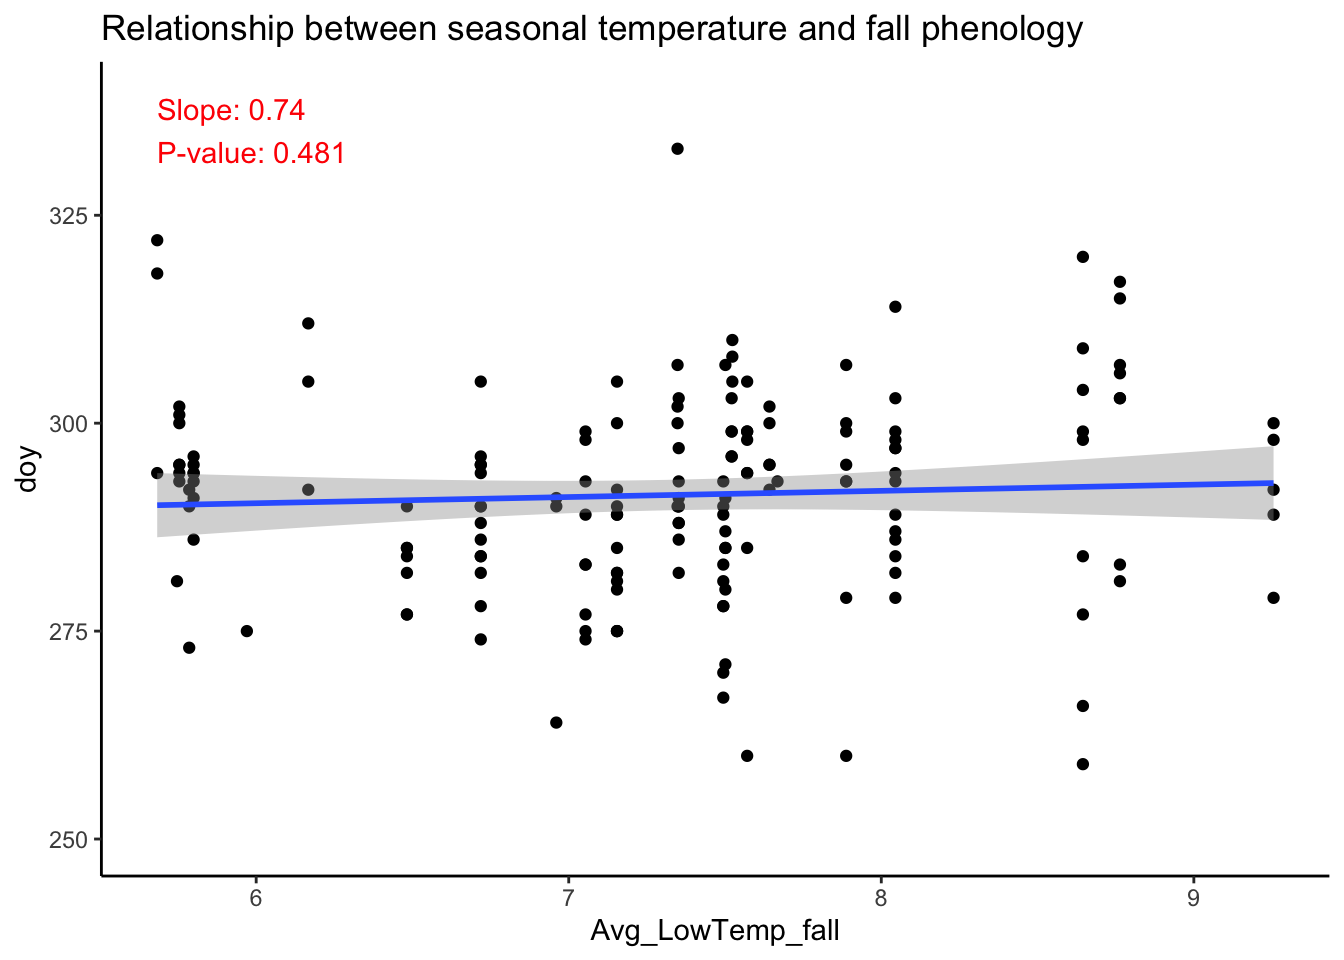 Relationship between seasonal temperature and fall phenology
Slope: 0.74
P-value: 0.481
325
300
275
250
doy
6 7 8 9
Avg_LowTemp_fall